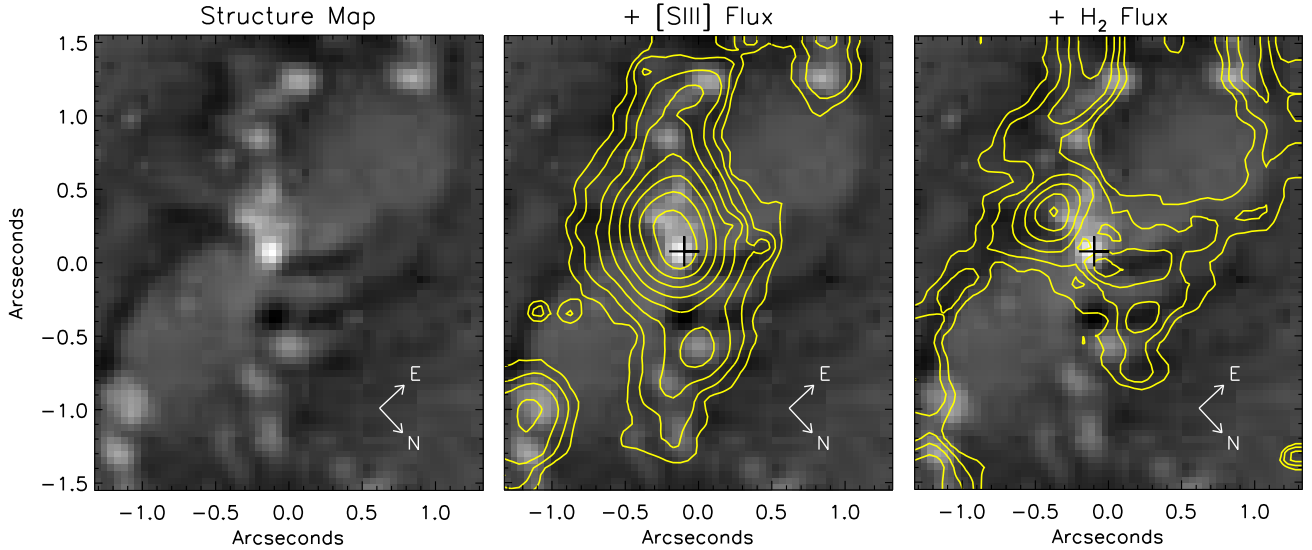 Structure Map
+ [SIII] Flux
+ H₂ Flux
Arcseconds
1.5
1.0
0.5
0.0
−0.5
−1.0
−1.5
E
N
E
N
E
N
−1.0 −0.5 0.0 0.5 1.0
−1.0 −0.5 0.0 0.5 1.0
−1.0 −0.5 0.0 0.5 1.0
Arcseconds
Arcseconds
Arcseconds